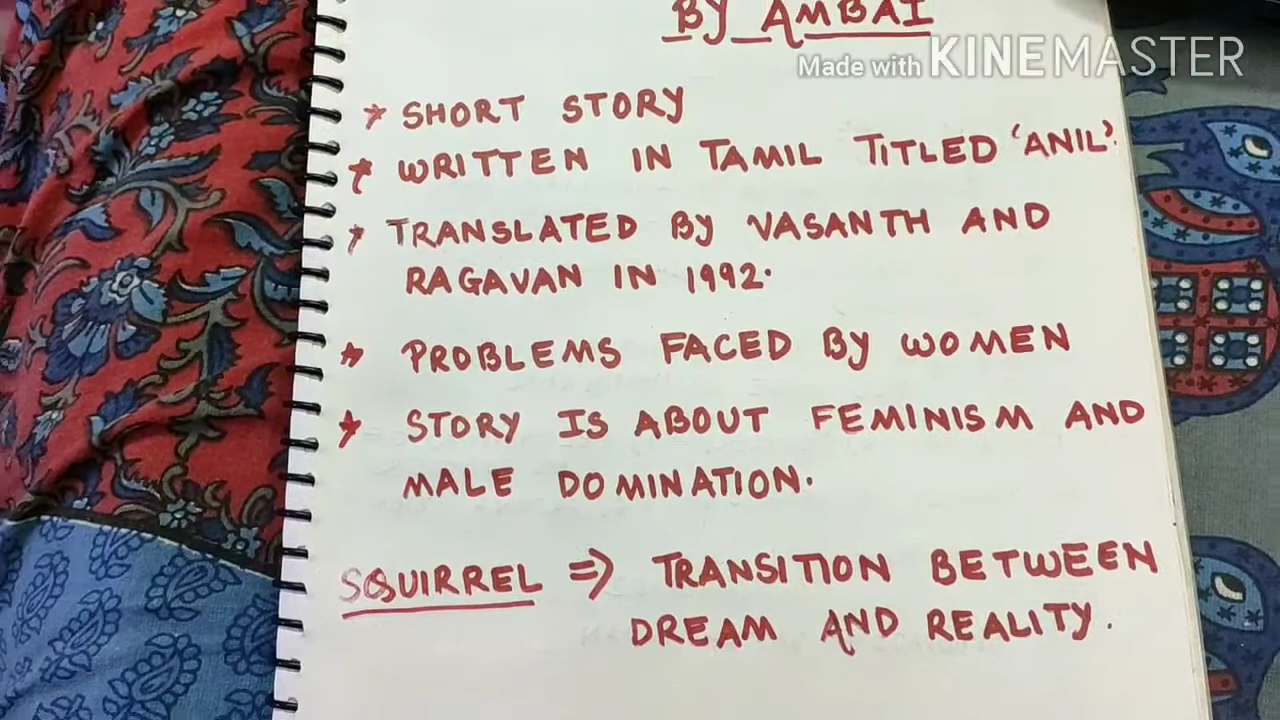 BY AMBAI
Made with KINEMASTER
* SHORT STORY
* WRITTEN IN TAMIL TITLED 'ANIL'.
* TRANSLATED BY VASANTH AND
RAGAVAN IN 1992.
* PROBLEMS FACED BY WOMEN
* STORY IS ABOUT FEMINISM AND
MALE DOMINATION.
SQUIRREL => TRANSITION BETWEEN
DREAM AND REALITY.